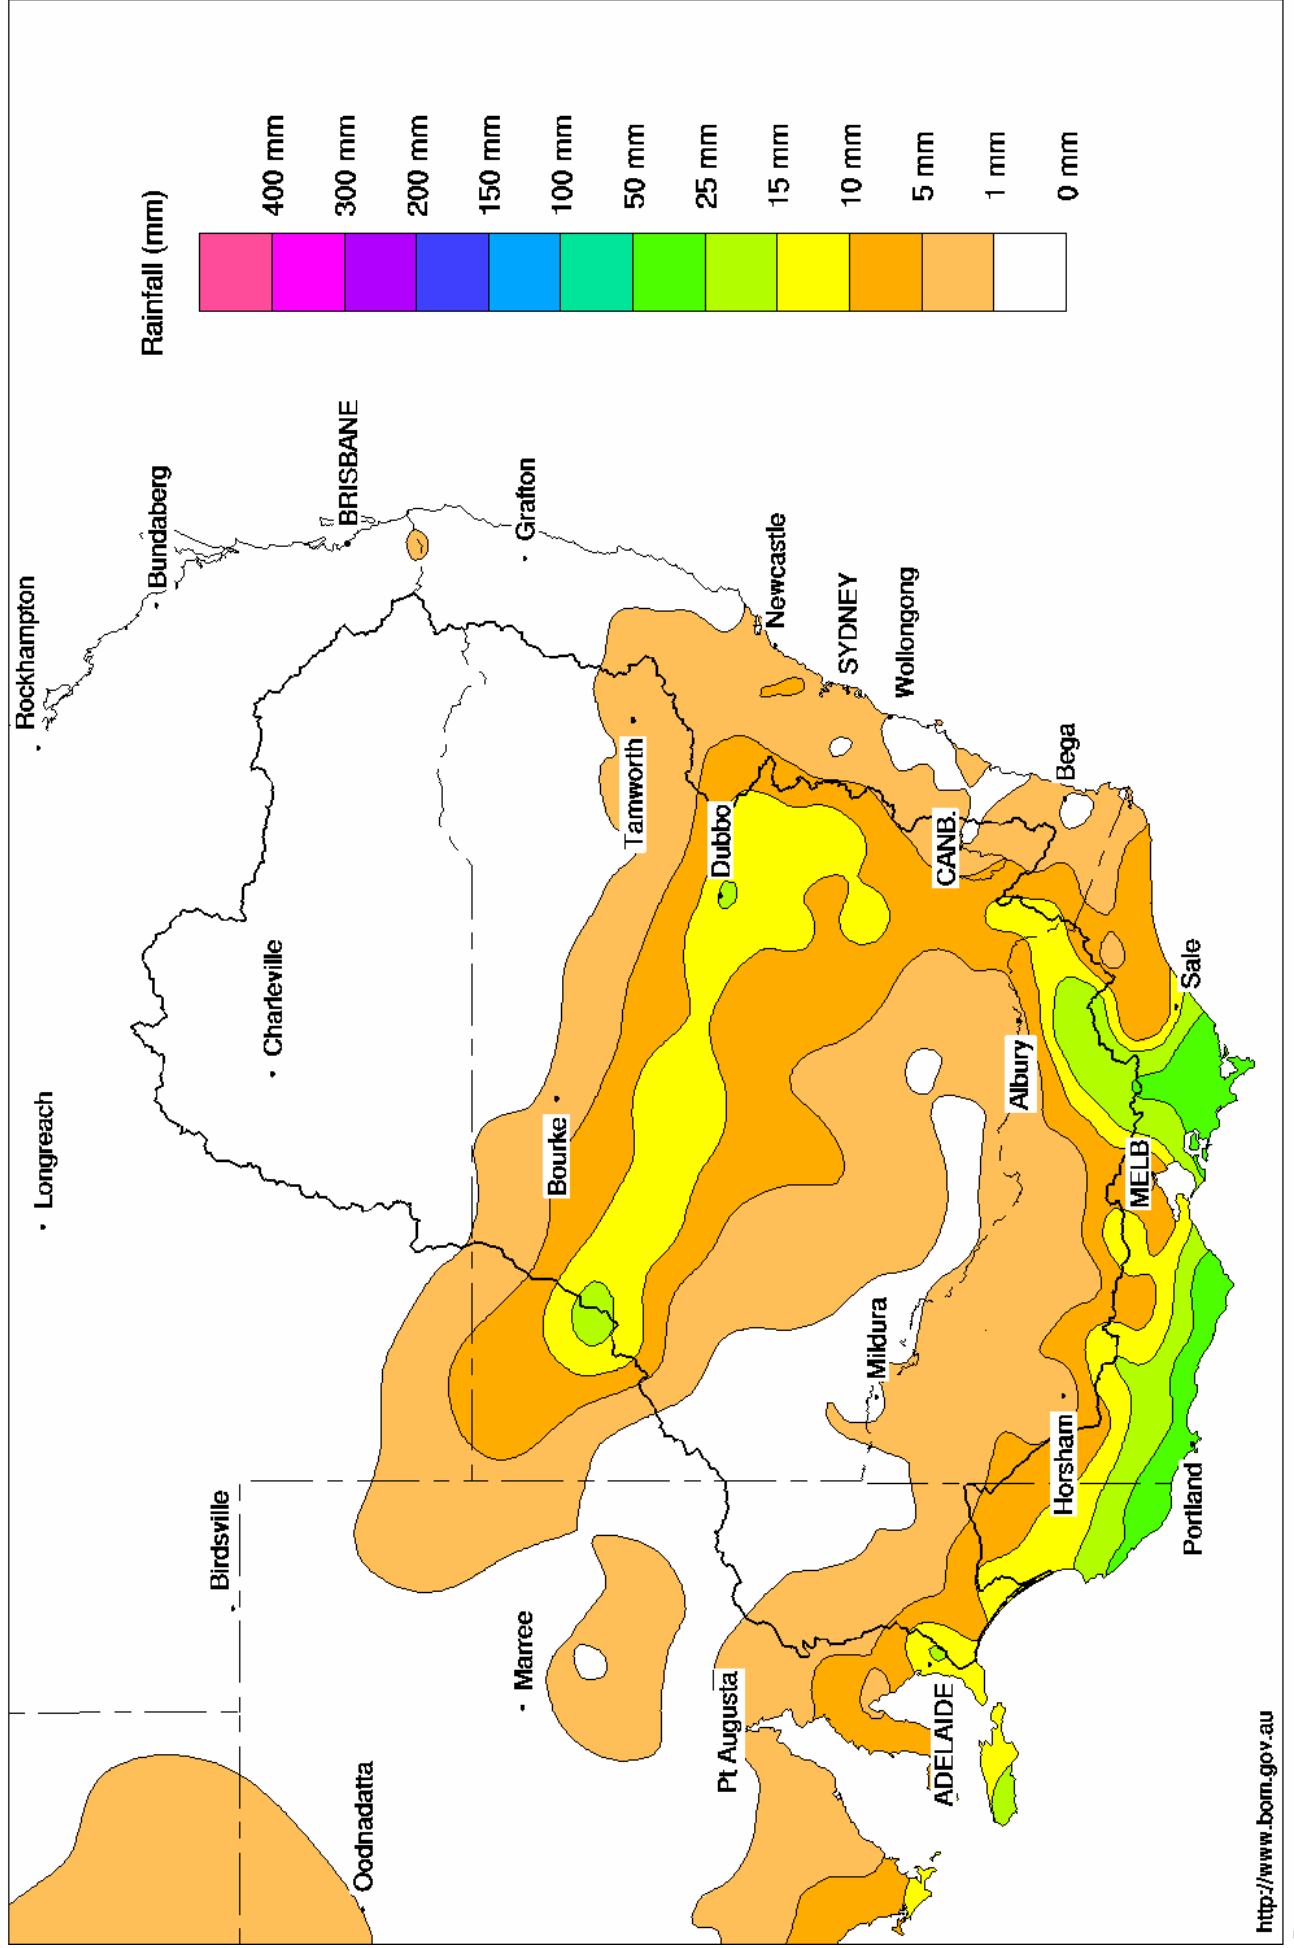 Rainfall (mm)
400 mm
300 mm
200 mm
150 mm
100 mm
50 mm
25 mm
15 mm
10 mm
5 mm
1 mm
0 mm
Rockhampton
Bundaberg
BRISBANE
Grafton
Newcastle
SYDNEY
Wollongong
Bega
Longreach
Charleville
Tamworth
Dubbo
CANB.
Bourke
Albury
Sale
MELB
Mildura
Horsham
Portland
Birdsville
Marree
Pt Augusta
ADELAIDE
Oodnadatta
http://www.bom.gov.au